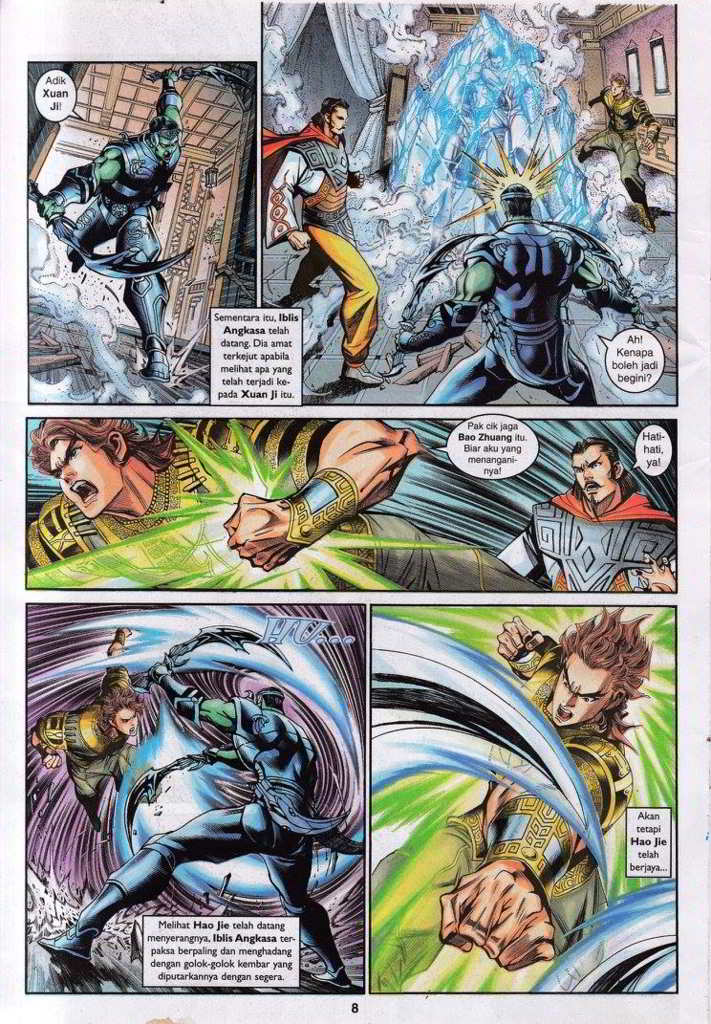 Adik
Xuan
Ji!
Sementara itu, Iblis
Angkasa telah
datang. Dia amat
terkejut apabila
melihat apa yang
telah terjadi ke-
pada Xuan Ji itu.
Ah!
Kenapa
boleh jadi
begini?
Pak cik jaga
Bao Zhuang itu.
Biar aku yang
menangani-
nya!
Hati-
hati,
ya!
HU...
Melihat Hao Jie telah datang
menyerangnya, Iblis Angkasa ter-
paksa berpaling dan menghadang
dengan golok-golok kembar yang
diputarkannya dengan segera.
Akan
tetapi
Hao Jie
telah
berjaya...
8